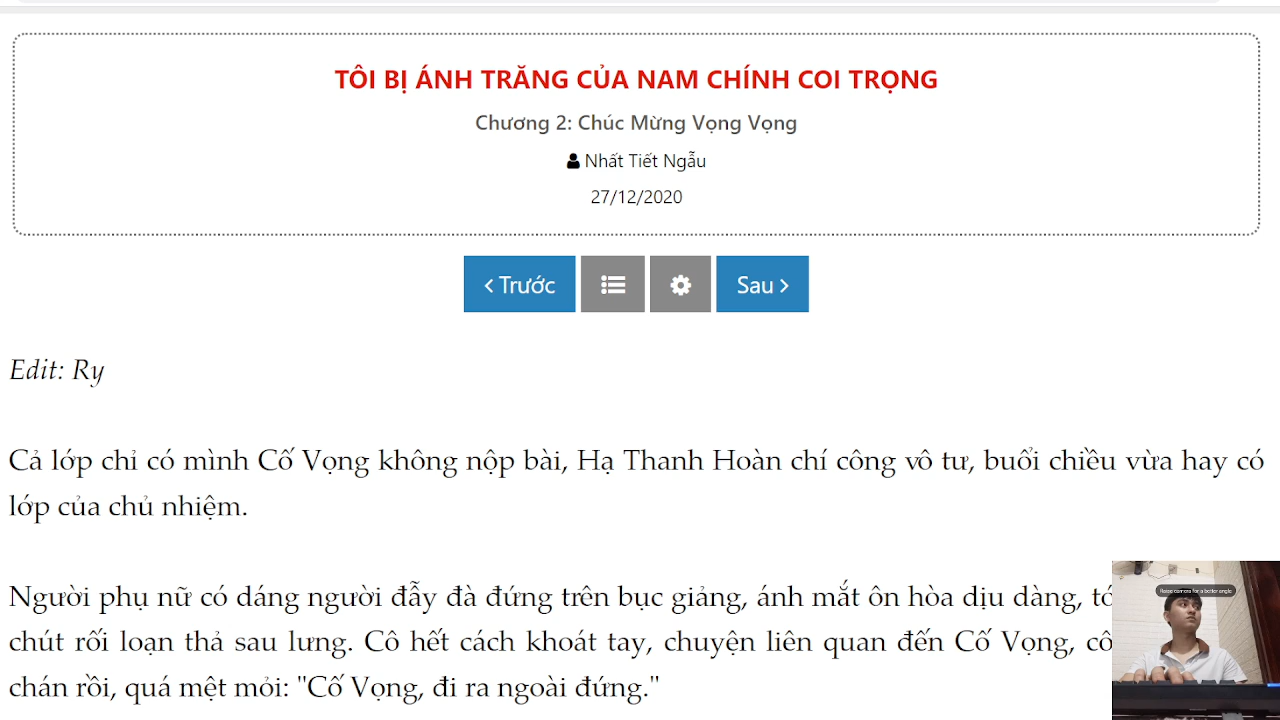 TÔI BỊ ÁNH TRĂNG CỦA NAM CHÍNH COI TRỌNG
Chương 2: Chúc Mừng Vọng Vọng
Nhất Tiết Ngẫu
27/12/2020
Trước
Sau
Edit: Ry
Cả lớp chỉ có mình Cố Vọng không nộp bài, Hạ Thanh Hoàn chí công vô tư, buổi chiều vừa hay có
lớp của chủ nhiệm.
Người phụ nữ có dáng người đẫy đà đứng trên bục giảng, ánh mắt ôn hòa dịu dàng,
chút rối loạn thả sau lưng. Cô hết cách khoát tay, chuyện liên quan đến Cố Vọng, cô
chán rồi, quá mệt mỏi: "Cố Vọng, đi ra ngoài đứng."
Raise camera for a better angle